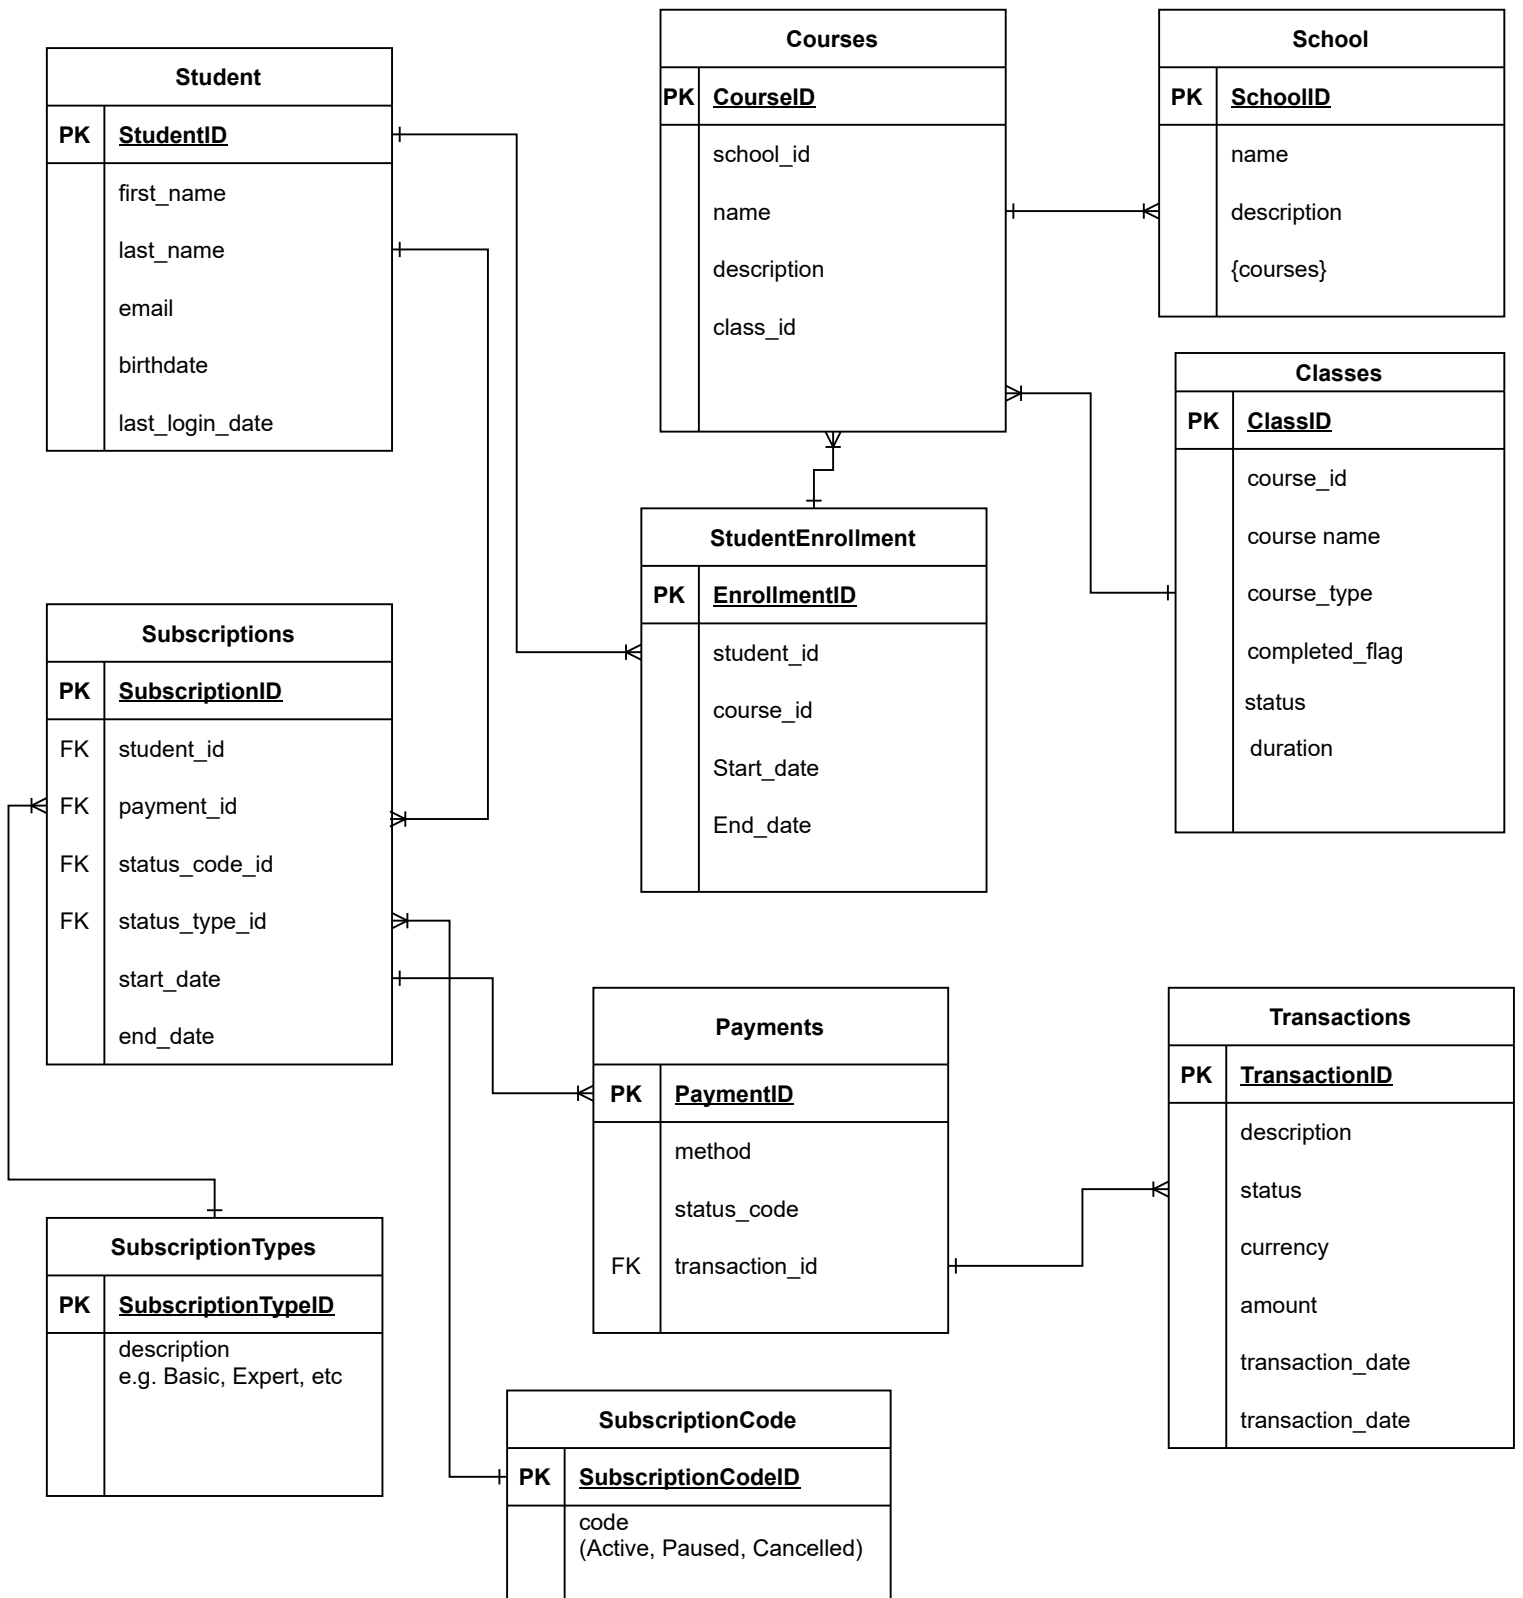 Student
PK StudentID
first_name
last_name
email
birthdate
last_login_date
Courses
PK CourseID
school_id
name
description
class_id
School
PK SchoolID
name
description
{courses}
Classes
PK ClassID
course_id
course name
course_type
completed_flag
status
duration
StudentEnrollment
PK EnrollmentID
student_id
course_id
Start_date
End_date
Subscriptions
PK SubscriptionID
FK student_id
FK payment_id
FK status_code_id
FK status_type_id
start_date
end_date
Payments
PK PaymentID
method
status_code
FK transaction_id
Transactions
PK TransactionID
description
status
currency
amount
transaction_date
transaction_date
SubscriptionTypes
PK SubscriptionTypeID
description
e.g. Basic, Expert, etc
SubscriptionCode
PK SubscriptionCodeID
code
(Active, Paused, Cancelled)